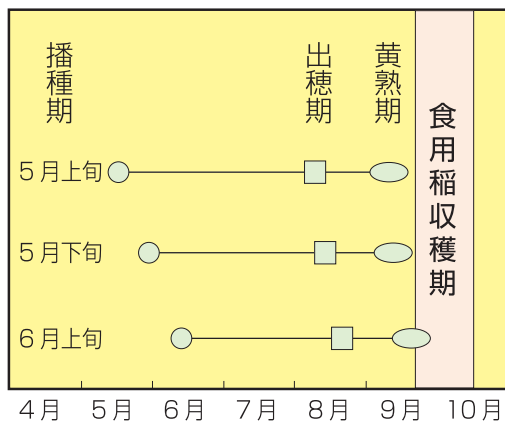 播種期
出穂期
黄熟期
食用稲収穫期
5月上旬
5月下旬
6月上旬
4月 5月 6月 7月 8月 9月 10月